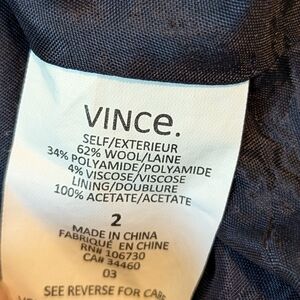 VINCE.
SELF/EXTERIEUR
62% WOOL/LAINE
34% POLYAMIDE/POLYAMIDE
4% VISCOSE/VISCOSE
LINING/DOUBLURE
100% ACETATE/ACETATE
2
MADE IN CHINA
FABRIQUÉ EN CHINE
RN# 106730
CA# 34460
03
SEE REVERSE FOR CARE